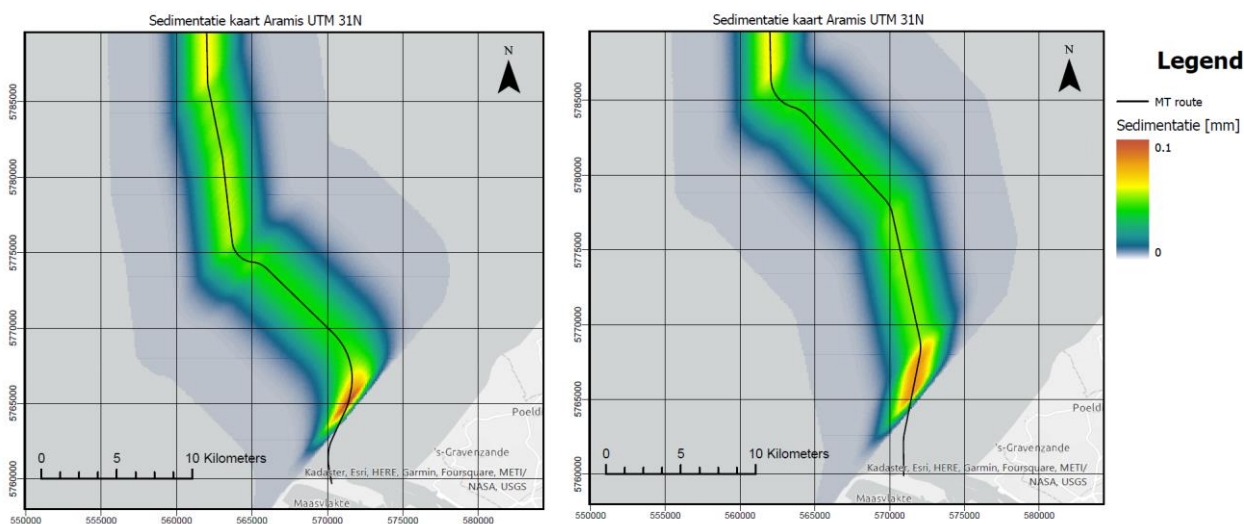 Sedimentatie kaart Aramis UTM 31N
N
5785000
5780000
5775000
5770000
5765000
5760000
0 5 10 Kilometers
Poeldi
's-Gravenzande
Kadaster, Esri, HERE, Garmin, Foursquare, METI/
NASA, USGS
Maasvlakte
550000 555000 560000 565000 570000 575000 580000
Sedimentatie kaart Aramis UTM 31N
N
5785000
5780000
5775000
5770000
5765000
5760000
0 5 10 Kilometers
Poeldi
's-Gravenzande
Kadaster, Esri, HERE, Garmin, Foursquare, METI/
NASA, USGS
Maasvlakte
550000 555000 560000 565000 570000 575000 580000
Legend
MT route
Sedimentatie [mm]
0.1
0